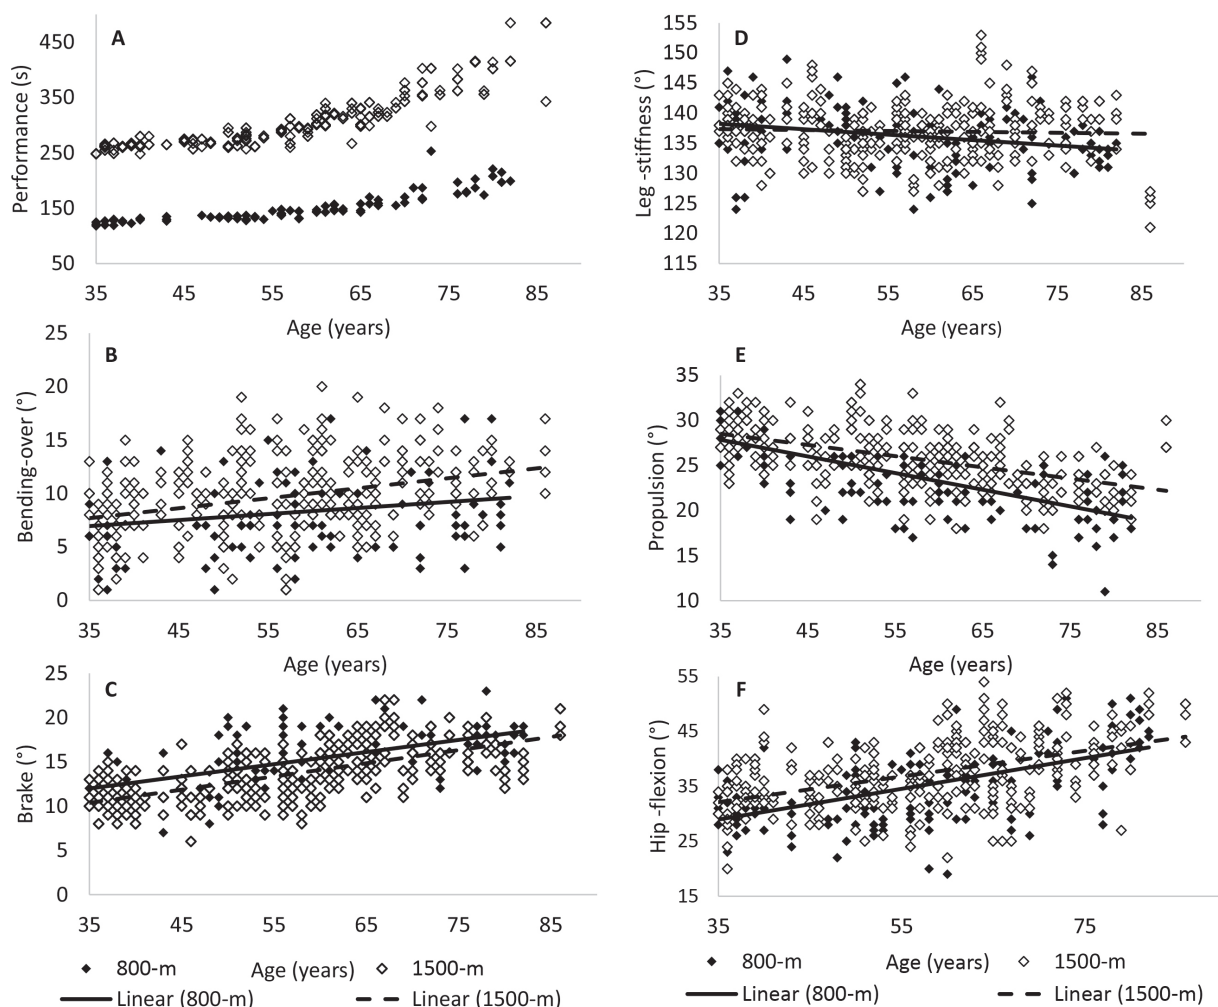 A
Performance (s)
450
350
250
150
50
35 45 55 65 75 85
Age (years)
D
Leg -stiffness (°)
155
150
145
140
135
130
125
120
115
35 45 55 65 75 85
Age (years)
B
Bending-over (°)
25
20
15
10
5
0
35 45 55 65 75 85
Age (years)
E
Propulsion (°)
35
30
25
20
15
10
35 45 55 65 75 85
Age (years)
C
Brake (°)
25
20
15
10
5
0
35 45 55 65 75 85
Age (years)
800-m 1500-m
Linear (800-m) Linear (1500-m)
F
Hip -flexion (°)
55
45
35
25
15
35 55 75
Age (years)
800-m 1500-m
Linear (800-m) Linear (1500-m)